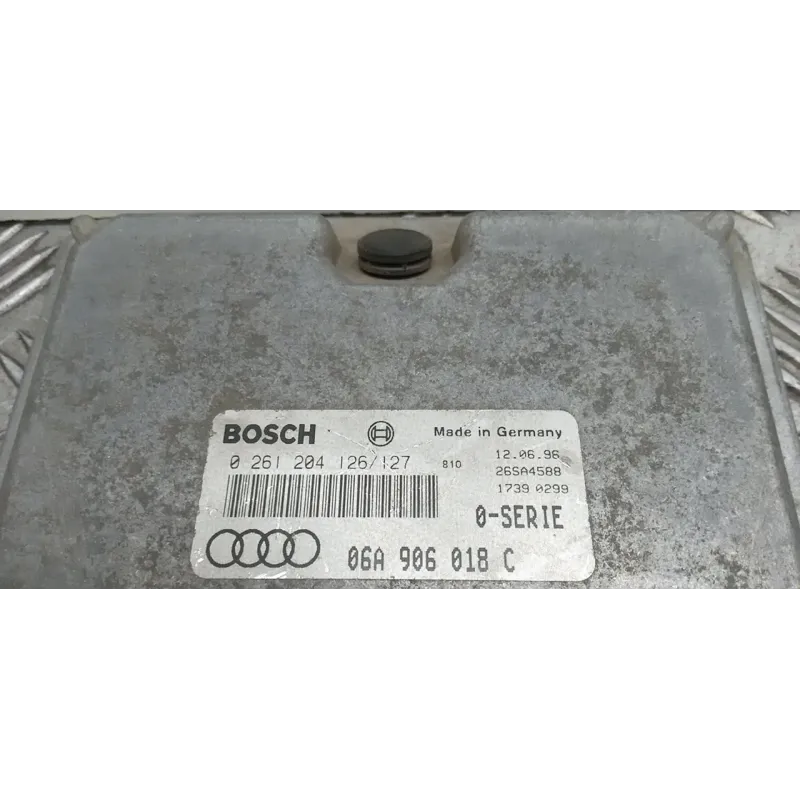 BOSCH Made in Germany
0 261 204 126/127 810 12.06.96
26SA4588
1739 0299
0-SERIE
06A 906 018 C